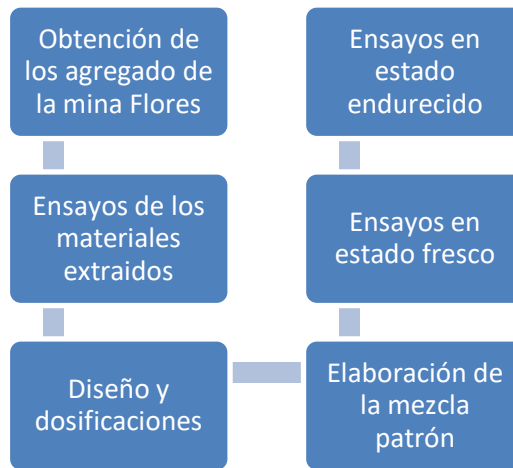 Obtención de
los agregado de
la mina Flores
Ensayos de los
materiales
extraidos
Diseño y
dosificaciones
Elaboración de
la mezcla
patrón
Ensayos en
estado fresco
Ensayos en
estado
endurecido